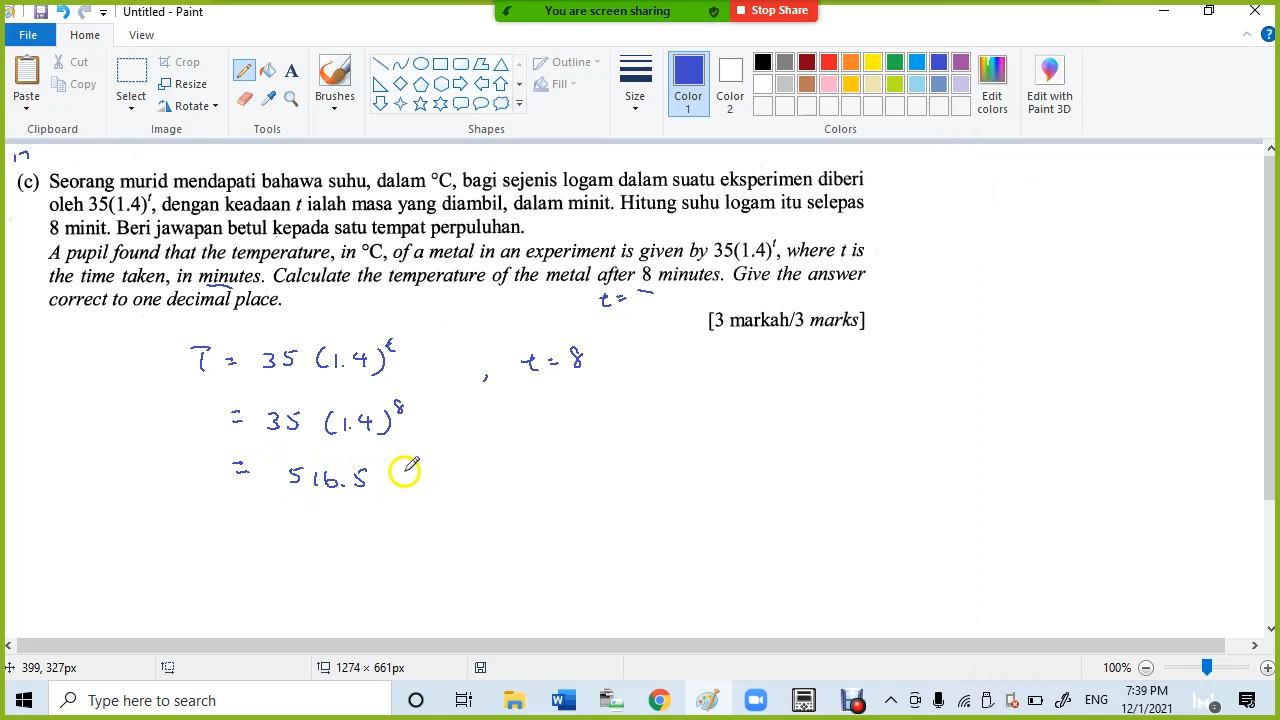 You are screen sharing
Stop Share
Untitled - Paint
File Home View
Paste Cut Copy
Clipboard
Select Crop Resize Rotate
Image
Tools
Brushes
Outline Fill
Shapes
Size
Color 1
Color 2
Edit colors
Colors
Edit with Paint 3D
(c) Seorang murid mendapati bahawa suhu, dalam °C, bagi sejenis logam dalam suatu eksperimen diberi
oleh 35(1.4)ᵗ, dengan keadaan t ialah masa yang diambil, dalam minit. Hitung suhu logam itu selepas
8 minit. Beri jawapan betul kepada satu tempat perpuluhan.
A pupil found that the temperature, in °C, of a metal in an experiment is given by 35(1.4)ᵗ, where t is
the time taken, in minutes. Calculate the temperature of the metal after 8 minutes. Give the answer
correct to one decimal place.
t =
[3 markah/3 marks]
T = 35 (1.4)ᵗ , t = 8
= 35 (1.4)⁸
= 516.5
399, 327px
1274 × 661px
100%
Type here to search
ENG
7:39 PM
12/1/2021